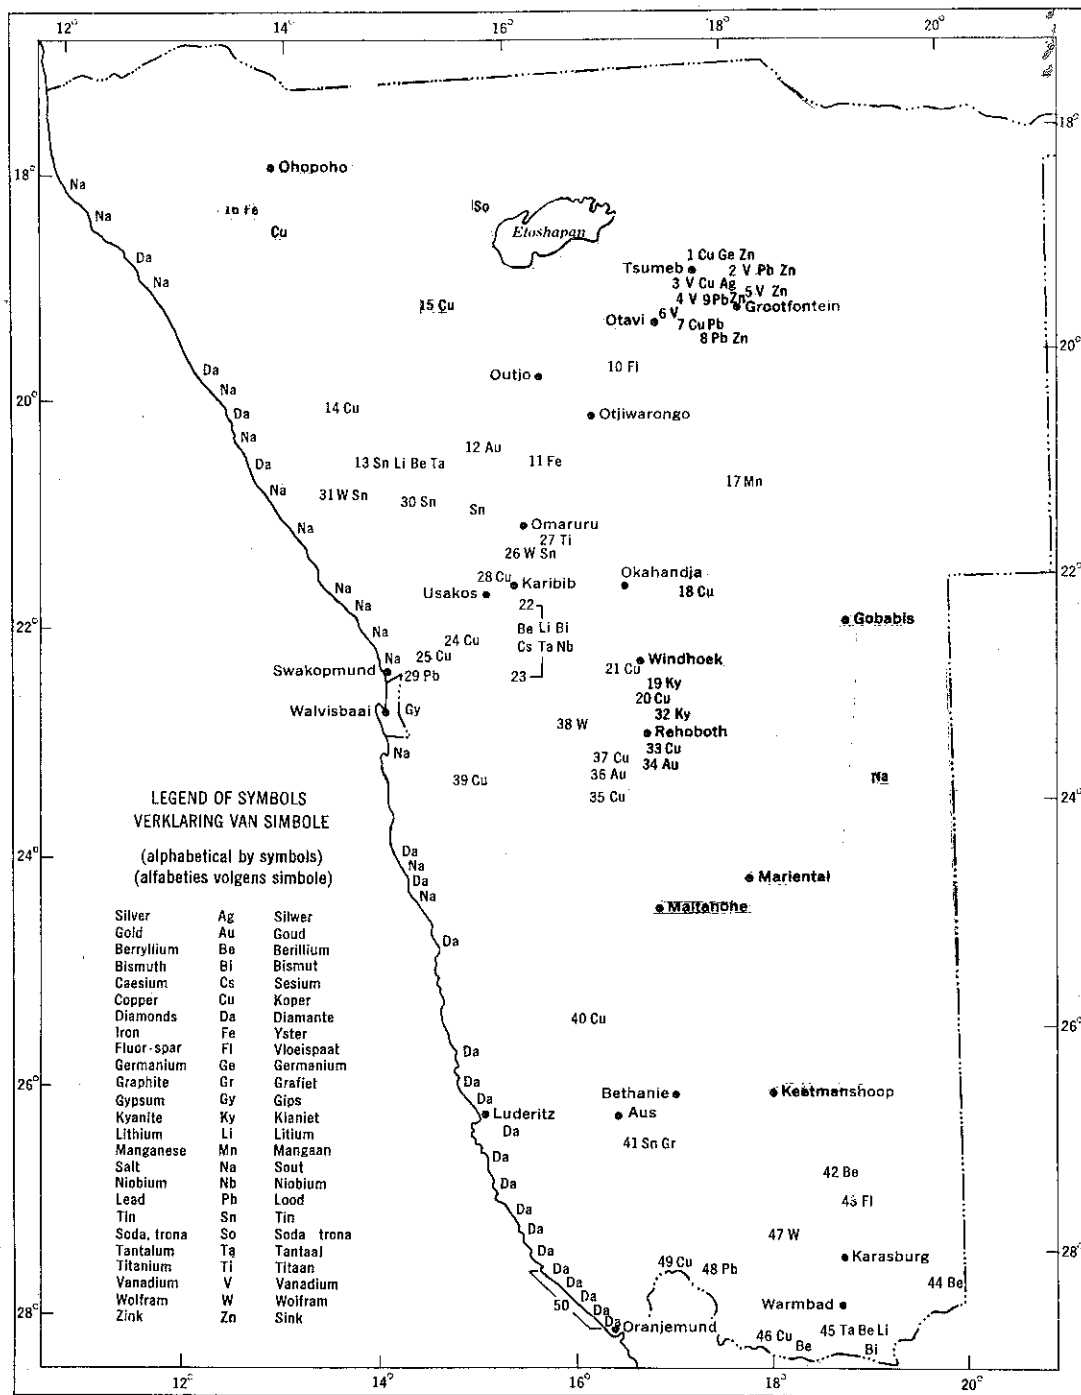 12° 14° 16° 18° 20°
18°
18°
Ohopoho
Na
16 Fe
So
Na
Cu
Etoshapan
Da
1 Cu Ge Zn
Tsumeb
2 V Pb Zn
Na
3 V Cu Ag
5 V Zn
4 V 9 Pb Zn
15 Cu
Grootfontein
6 V
Otavi
7 Cu Pb
8 Pb Zn
20°
Da
10 Fl
Outjo
Na
20°
14 Cu
Da
Otjiwarongo
Na
12 Au
Da
13 Sn Li Be Ta
11 Fe
17 Mn
Na
31 W Sn
30 Sn
Sn
Na
Omaruru
27 Ti
26 W Sn
22°
28 Cu
Karibib
Okahandja
Na
Usakos
18 Cu
Na
22
Gobabis
22°
Na
24 Cu
Be Li Bi
Cs Ta Nb
Na
25 Cu
Windhoek
Swakopmund
29 Pb
23
21 Cu
19 Ky
20 Cu
Walvisbaai
Gy
32 Ky
38 W
Rehoboth
Na
33 Cu
37 Cu
34 Au
39 Cu
36 Au
Na
35 Cu
24°
LEGEND OF SYMBOLS
VERKLARING VAN SIMBOLE
(alphabetical by symbols)
(alfabeties volgens simbole)
24°
Da
Na
Da
Na
Mariental
Maltahohe
Silver Ag Silwer
Gold Au Goud
Berryllium Be Berillium
Bismuth Bi Bismut
Caesium Cs Sesium
Copper Cu Koper
Diamonds Da Diamante
Iron Fe Yster
Fluor-spar Fl Vloeispaat
Germanium Ge Germanium
Graphite Gr Grafiet
Gypsum Gy Gips
Kyanite Ky Kianiet
Lithium Li Litium
Manganese Mn Mangaan
Salt Na Sout
Niobium Nb Niobium
Lead Pb Lood
Tin Sn Tin
Soda, trona So Soda trona
Tantalum Ta Tantaal
Titanium Ti Titaan
Vanadium V Vanadium
Wolfram W Wolfram
Zink Zn Sink
Da
40 Cu
26°
Da
26°
Da
Bethanie
Keetmanshoop
Da
Luderitz
Aus
Da
41 Sn Gr
Da
42 Be
Da
43 Fl
Da
Da
47 W
Da
Karasburg
Da
49 Cu
48 Pb
Da
44 Be
Da
50
Da
Warmbad
28°
Da
Oranjemund
45 Ta Be Li
46 Cu
Be
Bi
28°
12° 14° 16° 18° 20°